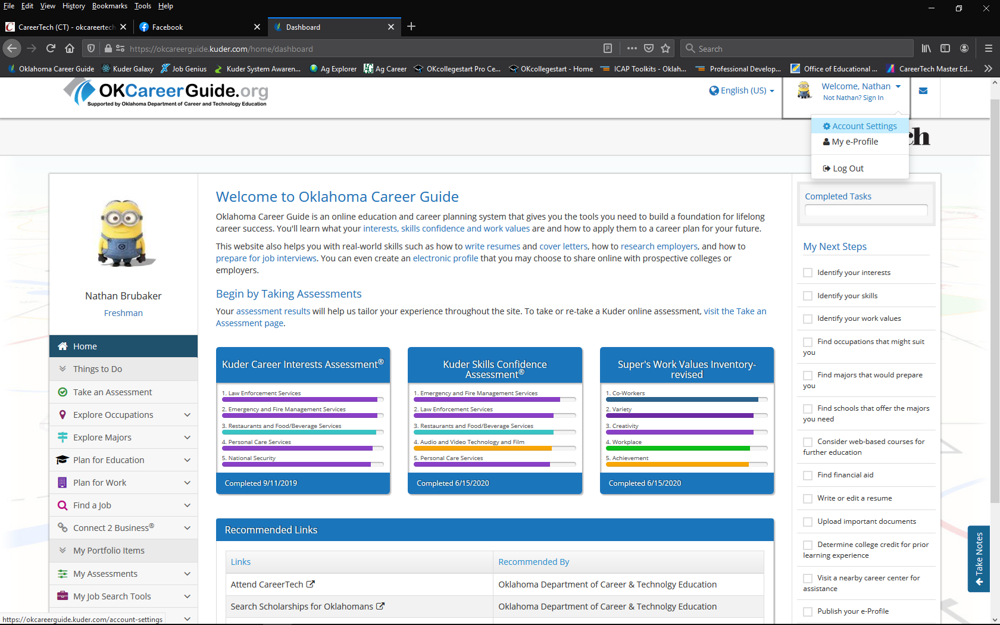 File Edit View History Bookmarks Tools Help
CareerTech (CT) - okcareertech
Facebook
Dashboard
https://okcareerguide.kuder.com/home/dashboard
Search
Oklahoma Career Guide
Kuder Galaxy
Job Genius
Kuder System Awaren...
Ag Explorer
Ag Career
OKcollegestart Pro Ce...
OKcollegestart - Home
ICAP Toolkits - Oklah...
Professional Develop...
Office of Educational ...
CareerTech Master Ed...
OKCareerGuide.org
Supported by Oklahoma Department of Career and Technology Education
English (US)
Welcome, Nathan
Not Nathan? Sign In
Account Settings
My e-Profile
Log Out
ch
Nathan Brubaker
Freshman
Home
Things to Do
Take an Assessment
Explore Occupations
Explore Majors
Plan for Education
Plan for Work
Find a Job
Connect 2 Business®
My Portfolio Items
My Assessments
My Job Search Tools
https://okcareerguide.kuder.com/account-settings
Welcome to Oklahoma Career Guide
Oklahoma Career Guide is an online education and career planning system that gives you the tools you need to build a foundation for lifelong
career success. You'll learn what your interests, skills confidence and work values are and how to apply them to a career plan for your future.
This website also helps you with real-world skills such as how to write resumes and cover letters, how to research employers, and how to
prepare for job interviews. You can even create an electronic profile that you may choose to share online with prospective colleges or
employers.
Begin by Taking Assessments
Your assessment results will help us tailor your experience throughout the site. To take or re-take a Kuder online assessment, visit the Take an
Assessment page.
Kuder Career Interests Assessment®
1. Law Enforcement Services
2. Emergency and Fire Management Services
3. Restaurants and Food/Beverage Services
4. Personal Care Services
5. National Security
Completed 9/11/2019
Kuder Skills Confidence
Assessment®
1. Emergency and Fire Management Services
2. Law Enforcement Services
3. Restaurants and Food/Beverage Services
4. Audio and Video Technology and Film
5. Personal Care Services
Completed 6/15/2020
Super's Work Values Inventory-
revised
1. Co-Workers
2. Variety
3. Creativity
4. Workplace
5. Achievement
Completed 6/15/2020
Recommended Links
Links
Recommended By
Attend CareerTech
Oklahoma Department of Career & Technolgy Education
Search Scholarships for Oklahomans
Oklahoma Department of Career & Technolgy Education
Completed Tasks
My Next Steps
Identify your interests
Identify your skills
Identify your work values
Find occupations that might suit
you
Find majors that would prepare
you
Find schools that offer the majors
you need
Consider web-based courses for
further education
Find financial aid
Write or edit a resume
Upload important documents
Determine college credit for prior
learning experience
Visit a nearby career center for
assistance
Publish your e-Profile
Take Notes